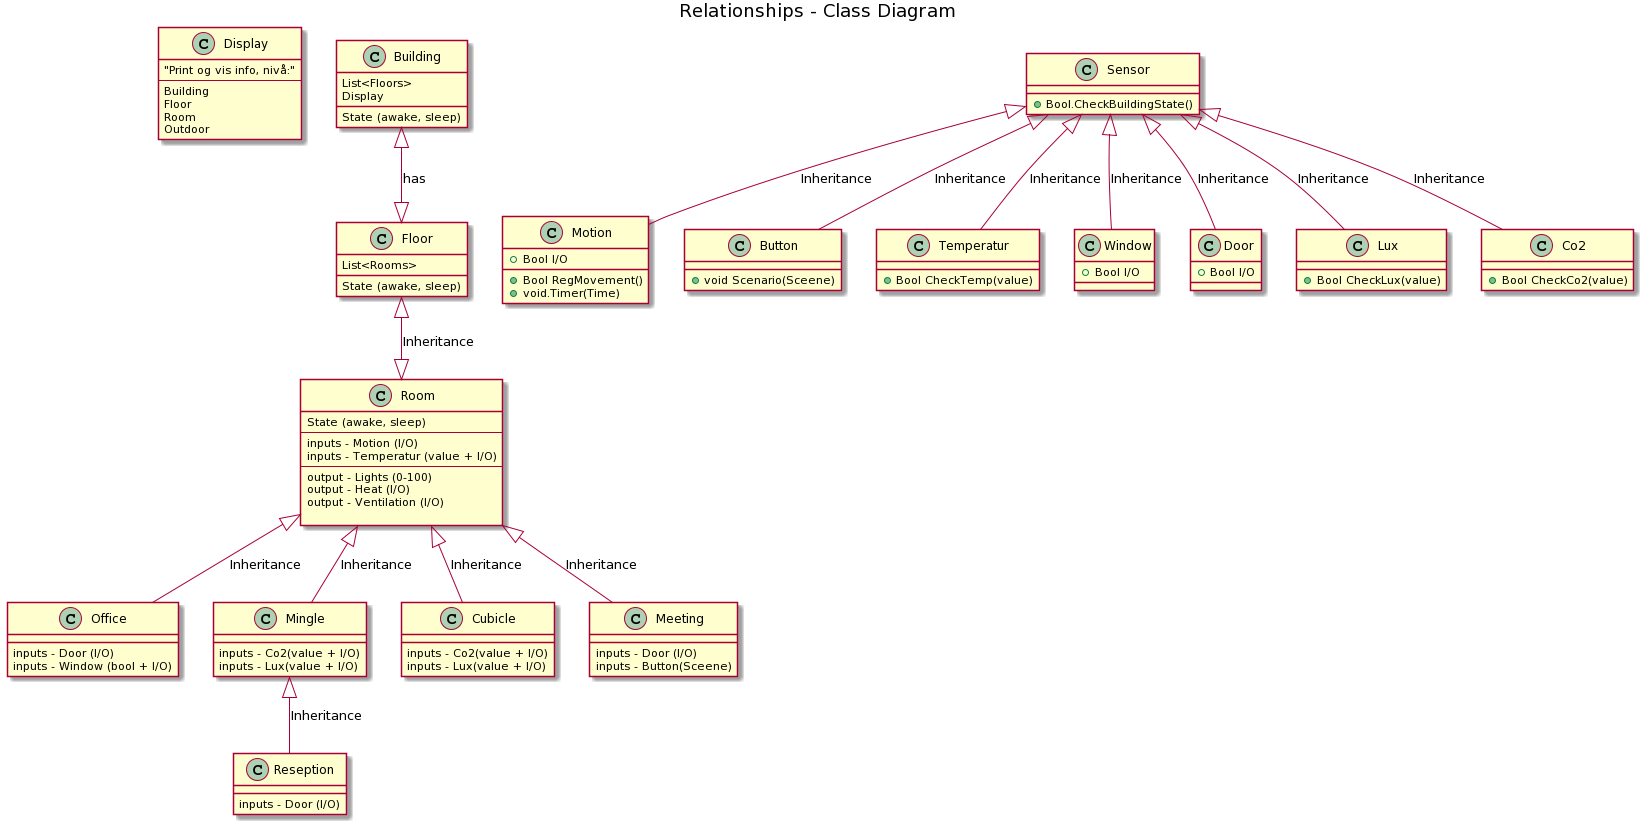 Relationships - Class Diagram
C Display
"Print og vis info, nivå:"
Building
Floor
Room
Outdoor
C Building
List<Floors>
Display
State (awake, sleep)
C Sensor
Bool.CheckBuildingState()
has
Inheritance
Inheritance
Inheritance
Inheritance
Inheritance
Inheritance
Inheritance
C Floor
List<Rooms>
State (awake, sleep)
C Motion
Bool I/O
Bool RegMovement()
void.Timer(Time)
C Button
void Scenario(Sceene)
C Temperatur
Bool CheckTemp(value)
C Window
Bool I/O
C Door
Bool I/O
C Lux
Bool CheckLux(value)
C Co2
Bool CheckCo2(value)
Inheritance
C Room
State (awake, sleep)
inputs - Motion (I/O)
inputs - Temperatur (value + I/O)
output - Lights (0-100)
output - Heat (I/O)
output - Ventilation (I/O)
Inheritance
Inheritance
Inheritance
Inheritance
C Office
inputs - Door (I/O)
inputs - Window (bool + I/O)
C Mingle
inputs - Co2(value + I/O)
inputs - Lux(value + I/O)
C Cubicle
inputs - Co2(value + I/O)
inputs - Lux(value + I/O)
C Meeting
inputs - Door (I/O)
inputs - Button(Sceene)
Inheritance
C Reseption
inputs - Door (I/O)